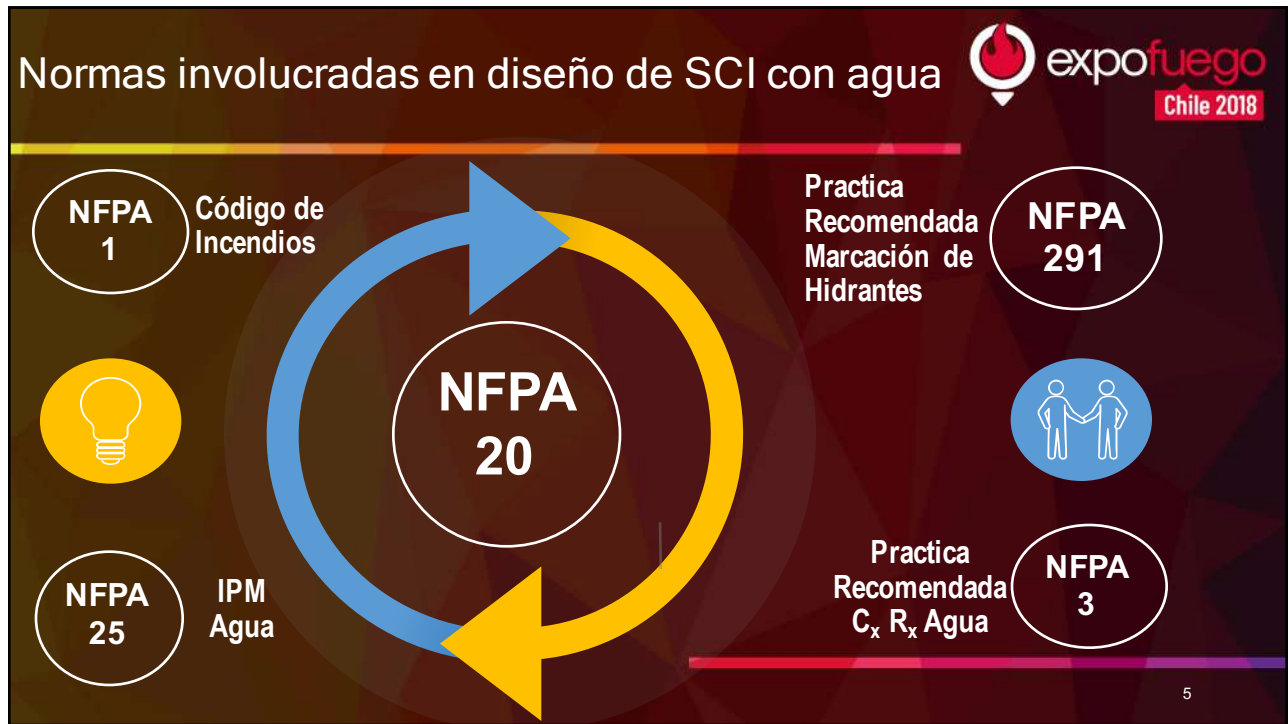 Normas involucradas en diseño de SCI con agua
expofuego
Chile 2018
NFPA
1
Código de
Incendios
Practica
Recomendada
Marcación de
Hidrantes
NFPA
291
NFPA
20
NFPA
25
IPM
Agua
Practica
Recomendada
Cₓ Rₓ Agua
NFPA
3
5